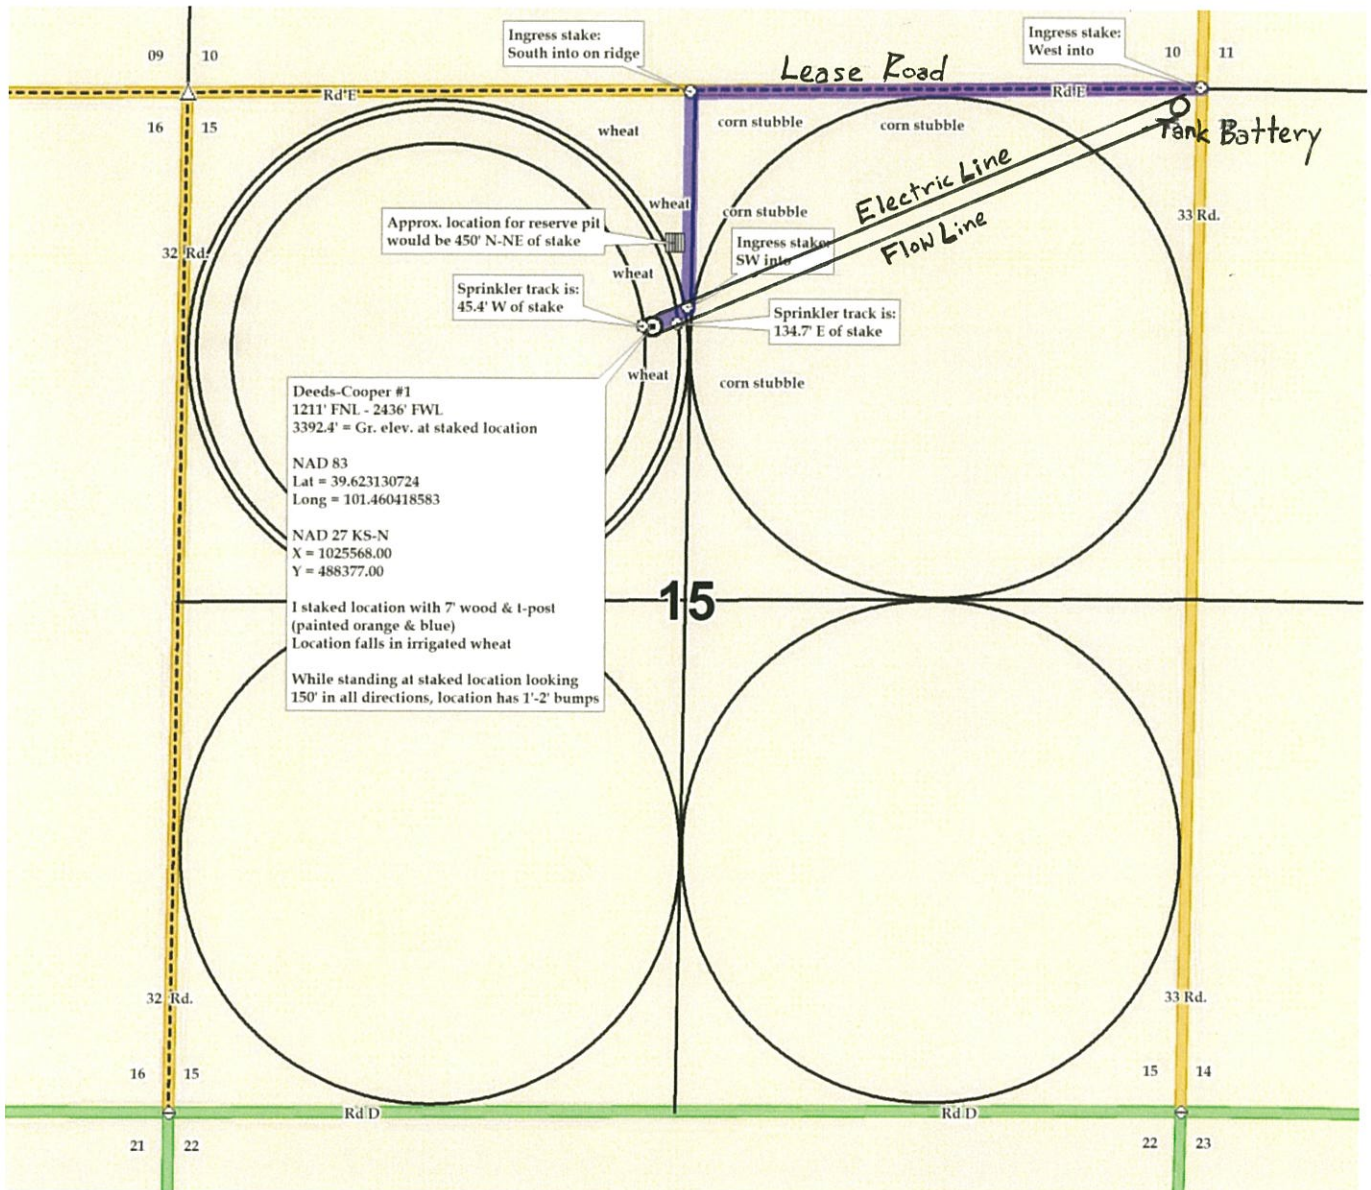 Ingress stake:
South into on ridge
Ingress stake:
West into
09 10
10 11
Lease Road
Rd E
Rd E
16 15
wheat
corn stubble
corn stubble
Tank Battery
wheat
corn stubble
Electric Line
33 Rd.
Approx. location for reserve pit
would be 450' N-NE of stake
Flow Line
32 Rd.
Ingress stake:
SW into
wheat
Sprinkler track is:
45.4' W of stake
Sprinkler track is:
134.7' E of stake
wheat
corn stubble
Deeds-Cooper #1
1211' FNL - 2436' FWL
3392.4' = Gr. elev. at staked location
NAD 83
Lat = 39.623130724
Long = 101.460418583
NAD 27 KS-N
X = 1025568.00
Y = 488377.00
I staked location with 7' wood & t-post
(painted orange & blue)
Location falls in irrigated wheat
While standing at staked location looking
150' in all directions, location has 1'-2' bumps
15
32 Rd.
33 Rd.
16 15
15 14
Rd D
Rd D
21 22
22 23